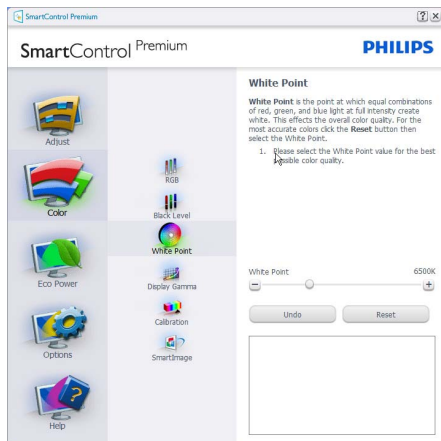 SmartControl Premium
SmartControl Premium
PHILIPS
Adjust
Color
Eco Power
Options
Help
RGB
Black Level
White Point
Display Gamma
Calibration
SmartImage
White Point
White Point is the point at which equal combinations
of red, green, and blue light at full intensity create
white. This effects the overall color quality. For the
most accurate colors click the Reset button then
select the White Point.
1. Please select the White Point value for the best
possible color quality.
White Point 6500K
Undo Reset